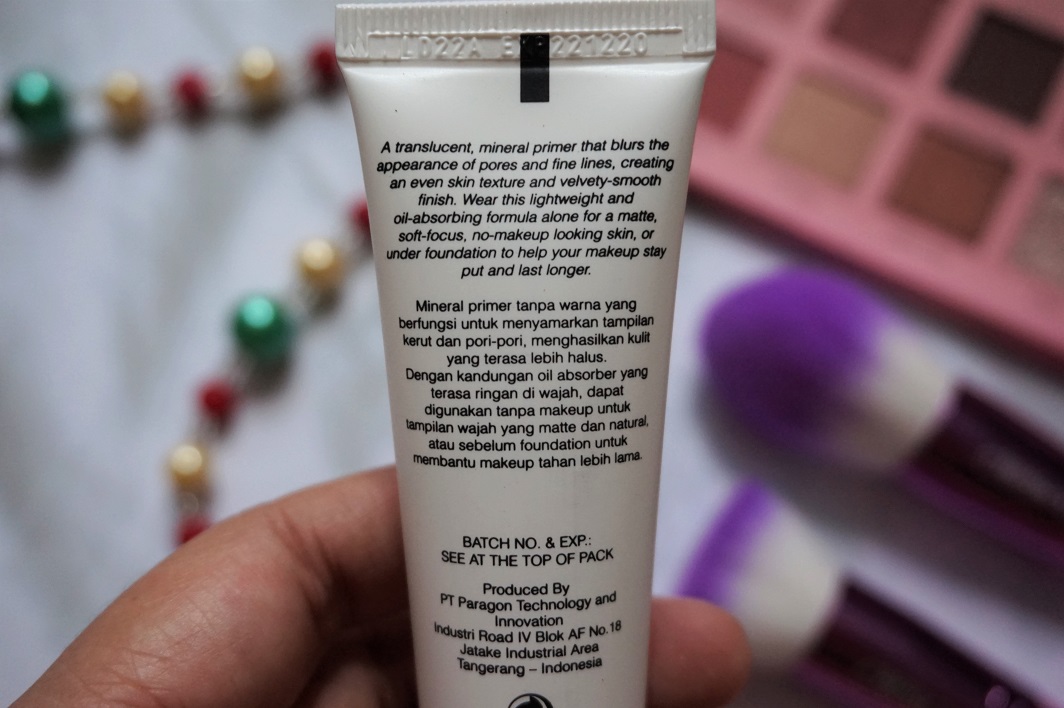 LD22A E 221220
A translucent, mineral primer that blurs the
appearance of pores and fine lines, creating
an even skin texture and velvety-smooth
finish. Wear this lightweight and
oil-absorbing formula alone for a matte,
soft-focus, no-makeup looking skin, or
under foundation to help your makeup stay
put and last longer.
Mineral primer tanpa warna yang
berfungsi untuk menyamarkan tampilan
kerut dan pori-pori, menghasilkan kulit
yang terasa lebih halus.
Dengan kandungan oil absorber yang
terasa ringan di wajah, dapat
digunakan tanpa makeup untuk
tampilan wajah yang matte dan natural,
atau sebelum foundation untuk
membantu makeup tahan lebih lama.
BATCH NO. & EXP.:
SEE AT THE TOP OF PACK
Produced By
PT Paragon Technology and
Innovation
Industri Road IV Blok AF No.18
Jatake Industrial Area
Tangerang – Indonesia